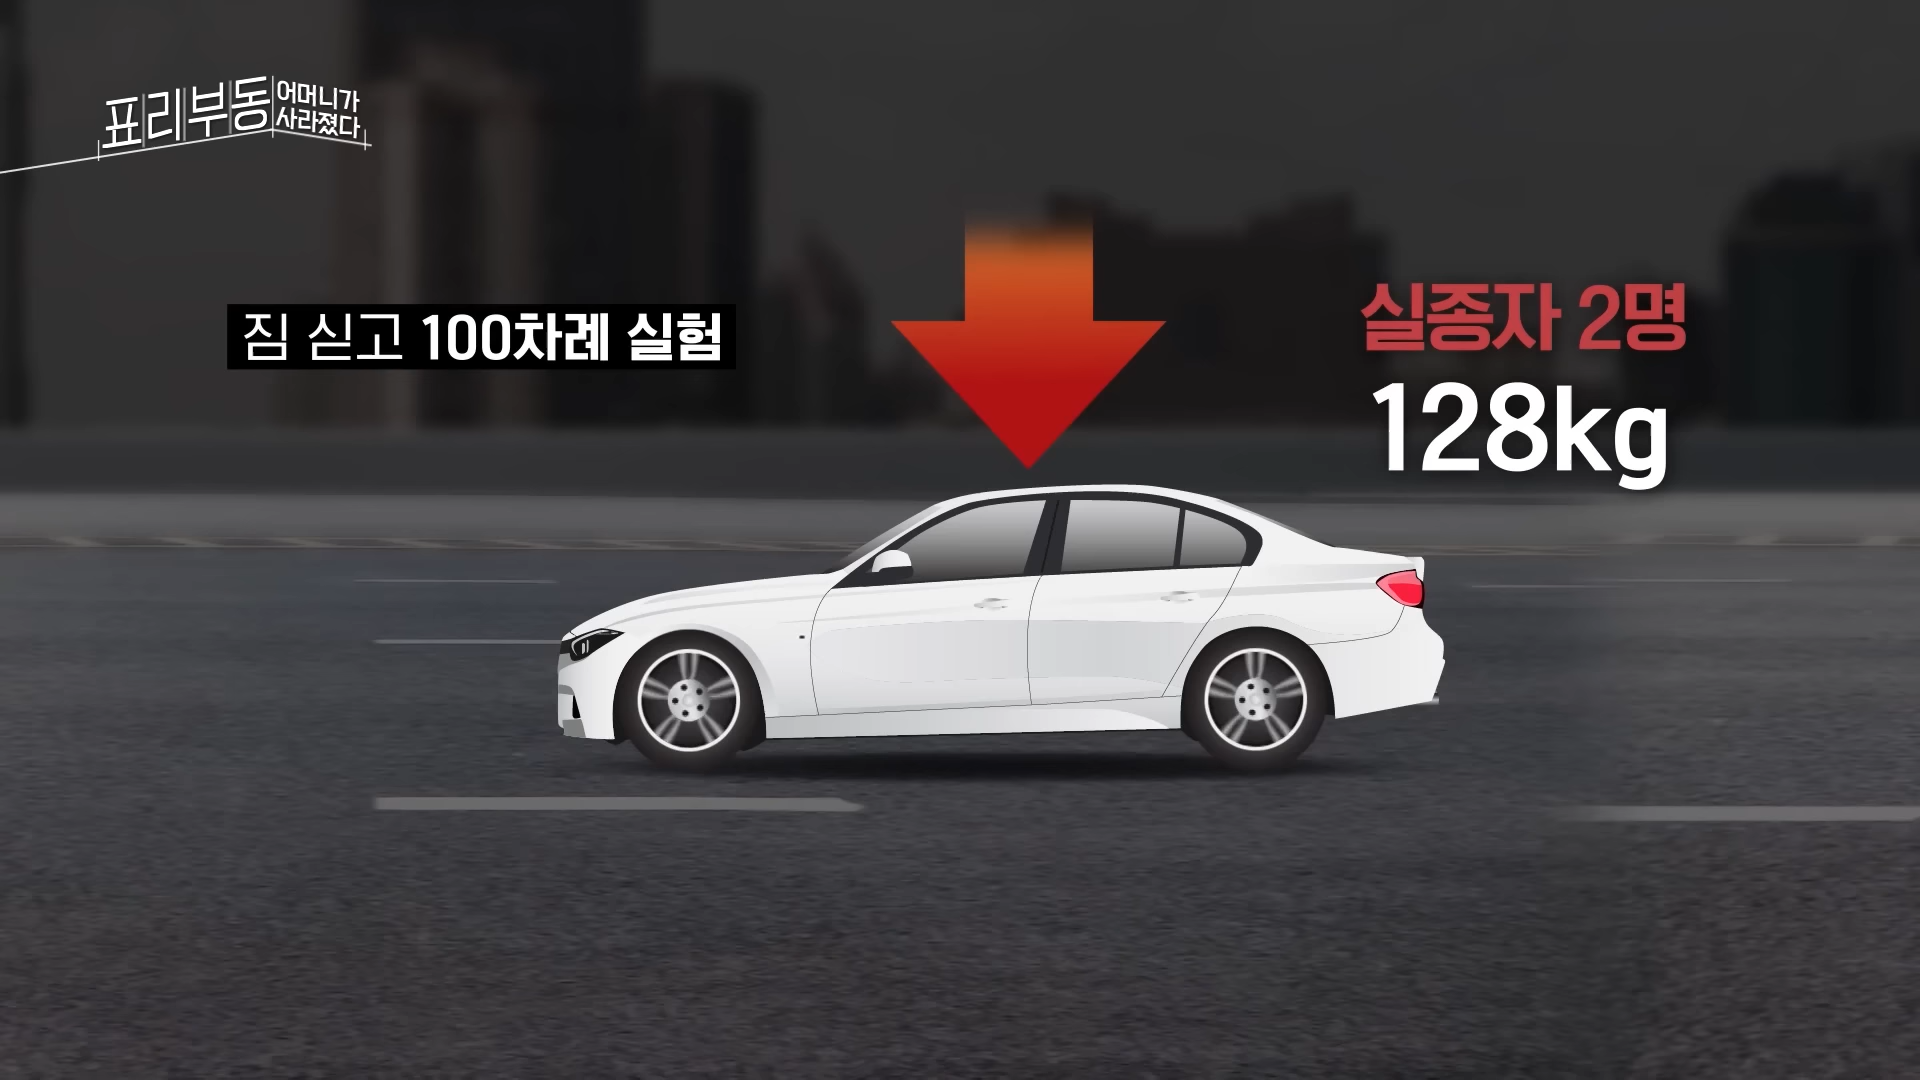 표리부동
어머니가
사라졌다
짐 싣고 100차례 실험
실종자 2명
128kg